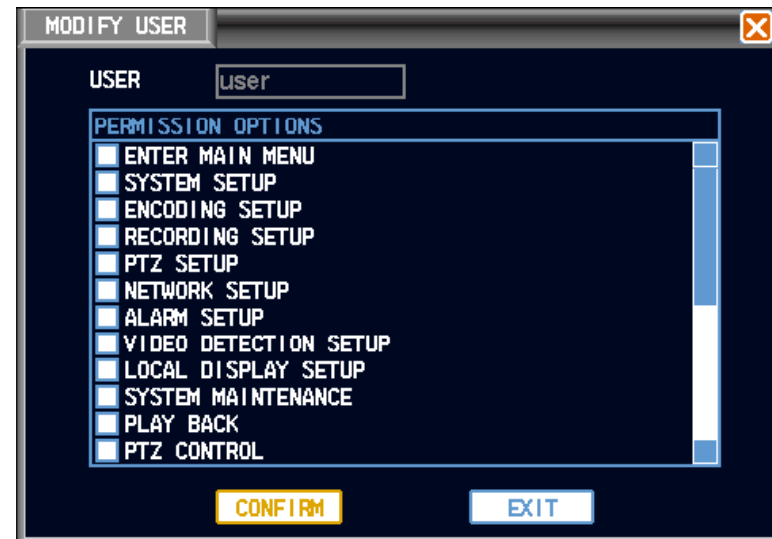 MODIFY USER
USER user
PERMISSION OPTIONS
ENTER MAIN MENU
SYSTEM SETUP
ENCODING SETUP
RECORDING SETUP
PTZ SETUP
NETWORK SETUP
ALARM SETUP
VIDEO DETECTION SETUP
LOCAL DISPLAY SETUP
SYSTEM MAINTENANCE
PLAY BACK
PTZ CONTROL
CONFIRM EXIT